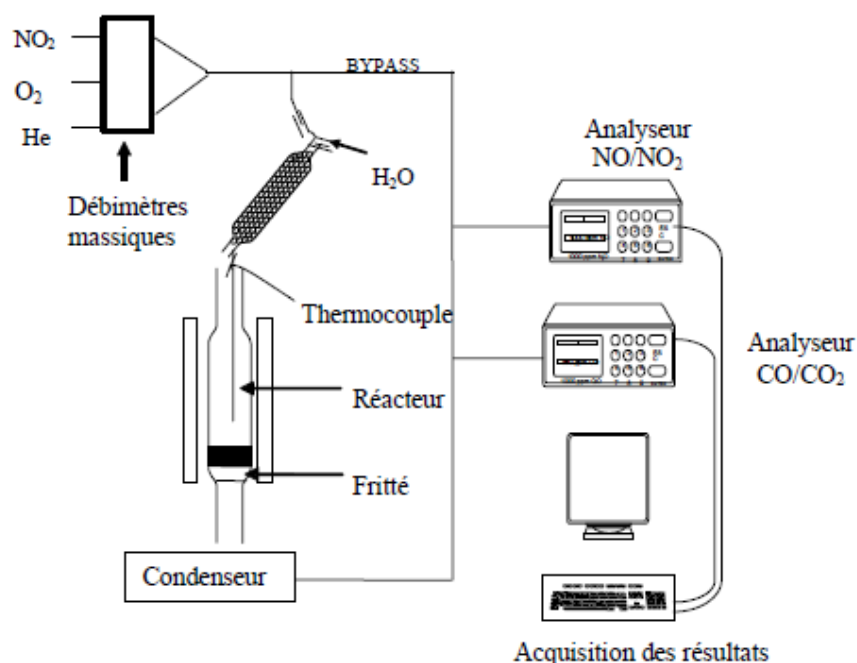 NO₂
O₂
He
Débimètres
massiques
BYPASS
H₂O
Thermocouple
Réacteur
Fritté
Condenseur
Analyseur
NO/NO₂
Analyseur
CO/CO₂
Acquisition des résultats